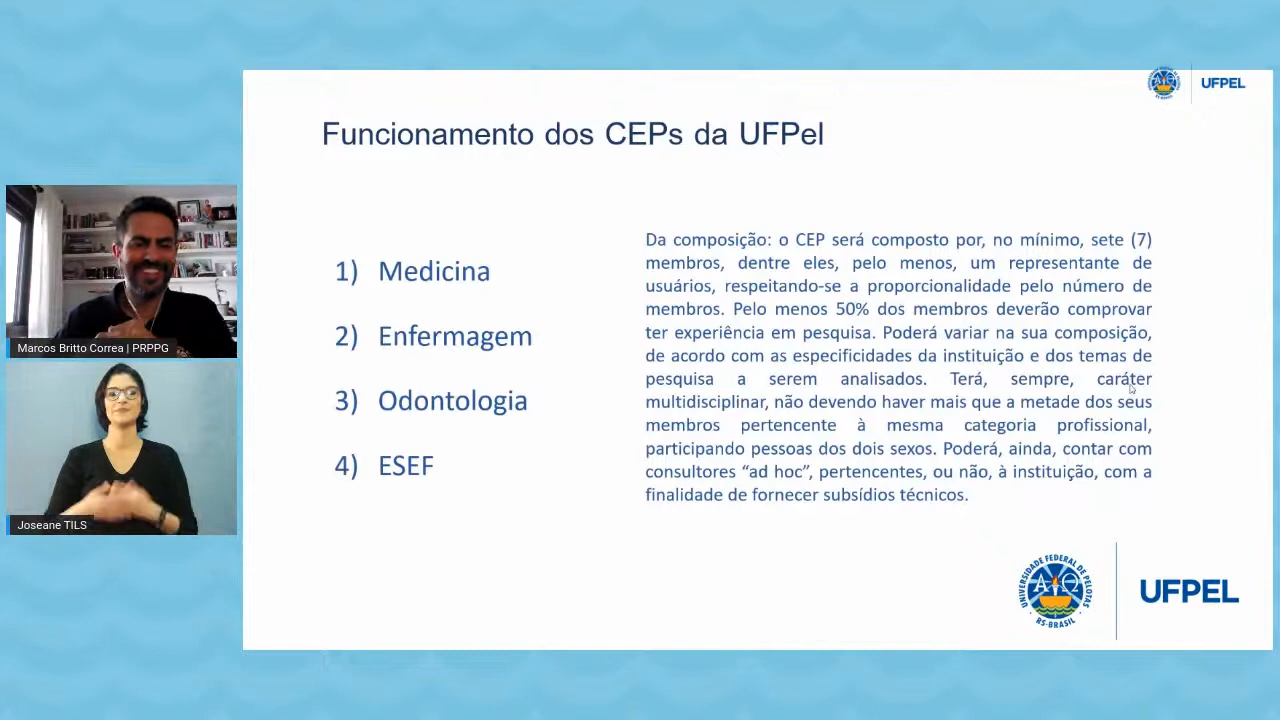 UFPEL
Funcionamento dos CEPs da UFPel
1) Medicina
2) Enfermagem
3) Odontologia
4) ESEF
Da composição: o CEP será composto por, no mínimo, sete (7)
membros, dentre eles, pelo menos, um representante de
usuários, respeitando-se a proporcionalidade pelo número de
membros. Pelo menos 50% dos membros deverão comprovar
ter experiência em pesquisa. Poderá variar na sua composição,
de acordo com as especificidades da instituição e dos temas de
pesquisa a serem analisados. Terá, sempre, caráter
multidisciplinar, não devendo haver mais que a metade dos seus
membros pertencente à mesma categoria profissional,
participando pessoas dos dois sexos. Poderá, ainda, contar com
consultores “ad hoc”, pertencentes, ou não, à instituição, com a
finalidade de fornecer subsídios técnicos.
Marcos Britto Correa | PRPPG
Joseane TILS
UNIVERSIDADE FEDERAL DE PELOTAS
ΑΩ
RS-BRASIL
UFPEL